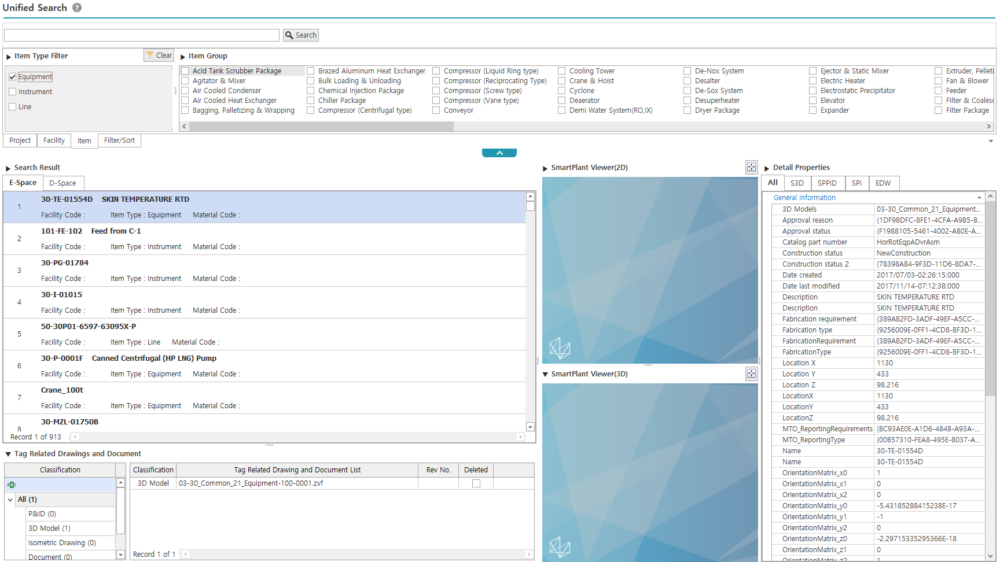 Unified Search ?
Search
Item Type Filter
Clear
Equipment
Instrument
Line
Item Group
Acid Tank Scrubber Package
Agitator & Mixer
Air Cooled Condenser
Air Cooled Heat Exchanger
Bagging, Palletizing & Wrapping
Brazed Aluminum Heat Exchanger
Bulk Loading & Unloading
Chemical Injection Package
Chiller Package
Compressor (Centrifugal type)
Compressor (Liquid Ring type)
Compressor (Reciprocating Type)
Compressor (Screw type)
Compressor (Vane type)
Conveyor
Cooling Tower
Crane & Hoist
Cyclone
Deaerator
Demi Water System(RO,IX)
De-Nox System
Desalter
De-Sox System
Desuperheater
Dryer Package
Ejector & Static Mixer
Electric Heater
Electrostatic Precipitator
Elevator
Expander
Extruder, Pelleti
Fan & Blower
Feeder
Filter & Coalesc
Filter Package
Project Facility Item Filter/Sort
Search Result
E-Space D-Space
1 30-TE-01554D SKIN TEMPERATURE RTD
Facility Code : Item Type : Equipment Material Code :
2 101-FE-102 Feed from C-1
Facility Code : Item Type : Instrument Material Code :
3 30-PG-01784
Facility Code : Item Type : Instrument Material Code :
4 30-I-01015
Facility Code : Item Type : Instrument Material Code :
5 50-30P01-6597-63095X-P
Facility Code : Item Type : Line Material Code :
6 30-P-0001F Canned Centrifugal (HP LNG) Pump
Facility Code : Item Type : Equipment Material Code :
7 Crane_100t
Facility Code : Item Type : Equipment Material Code :
8 30-MZL-01750B
Record 1 of 913
Tag Related Drawings and Document
Classification
All (1)
P&ID (0)
3D Model (1)
Isometric Drawing (0)
Document (0)
Classification Tag Related Drawing and Document List Rev No. Deleted
3D Model 03-30_Common_21_Equipment-100-0001.zvf
Record 1 of 1
SmartPlant Viewer(2D)
SmartPlant Viewer(3D)
Detail Properties
All S3D SPPID SPI EDW
General Information
3D Models 03-30_Common_21_Equipment...
Approval reason {1DF9BDFC-8FE1-4CFA-A9B5-B...
Approval status {F1988105-5461-4002-AB0E-A...
Catalog part number HorRotEqpADvrAsm
Construction status NewConstruction
Construction status 2 {78398AB4-9F3D-11D6-BDA7-...
Date created 2017/07/03-02:26:15:000
Date last modified 2017/11/14-07:12:38:000
Description SKIN TEMPERATURE RTD
Description SKIN TEMPERATURE RTD
Fabrication requirement {389AB2FD-3ADF-49EF-A5CC-...
Fabrication type {9256009E-0FF1-4CD8-BF3D-1...
FabricationRequirement {389AB2FD-3ADF-49EF-A5CC-...
FabricationType {9256009E-0FF1-4CD8-BF3D-1...
Location X 1130
Location Y 433
Location Z 98.216
LocationX 1130
LocationY 433
LocationZ 98.216
MTO_ReportingRequirements {BC93AE0E-A1D6-484B-A93A-...
MTO_ReportingType {00B57310-FEA8-495E-8037-A...
Name 30-TE-01554D
Name 30-TE-01554D
OrientationMatrix_x0 1
OrientationMatrix_x1 0
OrientationMatrix_x2 0
OrientationMatrix_y0 -5.43185288415238E-17
OrientationMatrix_y1 -1
OrientationMatrix_y2 0
OrientationMatrix_z0 -2.29715335295366E-18
OrientationMatrix_z1 0
OrientationMatrix_z2 1